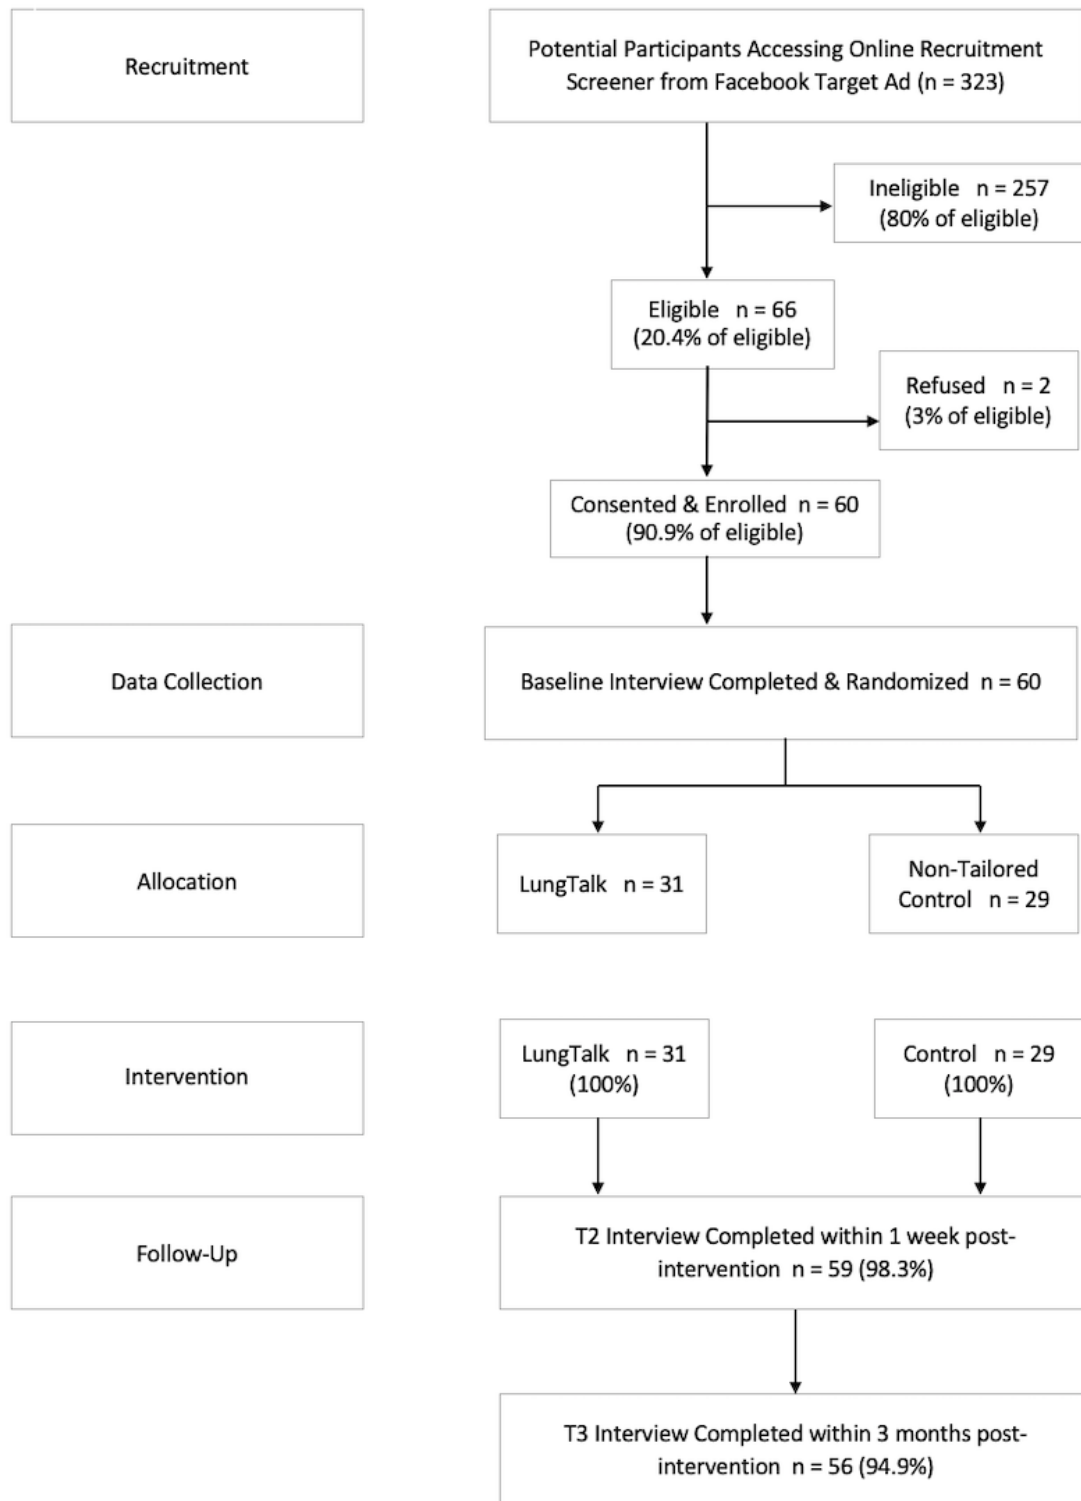 Recruitment
Potential Participants Accessing Online Recruitment
Screener from Facebook Target Ad (n = 323)
Ineligible n = 257
(80% of eligible)
Eligible n = 66
(20.4% of eligible)
Refused n = 2
(3% of eligible)
Consented & Enrolled n = 60
(90.9% of eligible)
Data Collection
Baseline Interview Completed & Randomized n = 60
Allocation
LungTalk n = 31
Non-Tailored
Control n = 29
Intervention
LungTalk n = 31
(100%)
Control n = 29
(100%)
Follow-Up
T2 Interview Completed within 1 week post-
intervention n = 59 (98.3%)
T3 Interview Completed within 3 months post-
intervention n = 56 (94.9%)